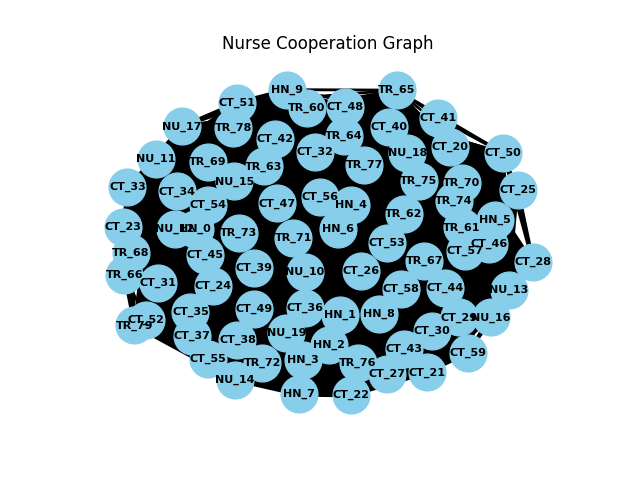 Nurse Cooperation Graph
HN_9
TR_65
CT_51
TR_60
CT_48
CT_41
NU_17
TR_78
CT_42
TR_64
CT_40
CT_20
CT_50
NU_11
TR_69
TR_63
CT_32
TR_77
NU_18
CT_33
CT_34
NU_15
TR_75
TR_70
CT_25
CT_54
CT_47
CT_56
HN_4
TR_62
TR_74
HN_5
CT_23
HN_0
TR_73
TR_71
HN_6
CT_53
TR_61
CT_46
TR_68
CT_45
CT_57
TR_66
CT_31
CT_24
CT_39
NU_10
CT_26
TR_67
CT_28
CT_35
CT_49
CT_36
CT_58
CT_44
NU_13
TR_79
CT_52
HN_1
HN_8
CT_29
NU_16
CT_37
CT_38
NU_19
HN_2
CT_30
CT_55
TR_72
HN_3
TR_76
CT_43
CT_59
NU_14
CT_27
CT_21
HN_7
CT_22